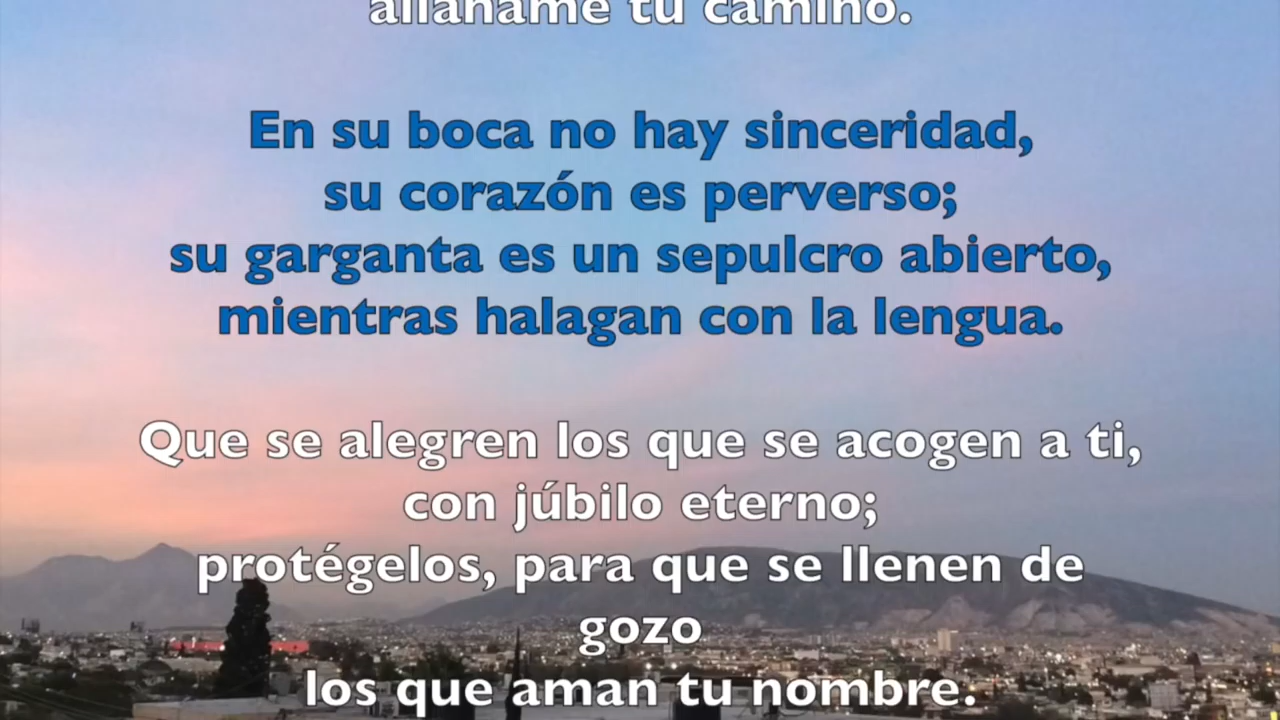 alláname tu camino.
En su boca no hay sinceridad,
su corazón es perverso;
su garganta es un sepulcro abierto,
mientras halagan con la lengua.
Que se alegren los que se acogen a ti,
con júbilo eterno;
protégelos, para que se llenen de
gozo
los que aman tu nombre.